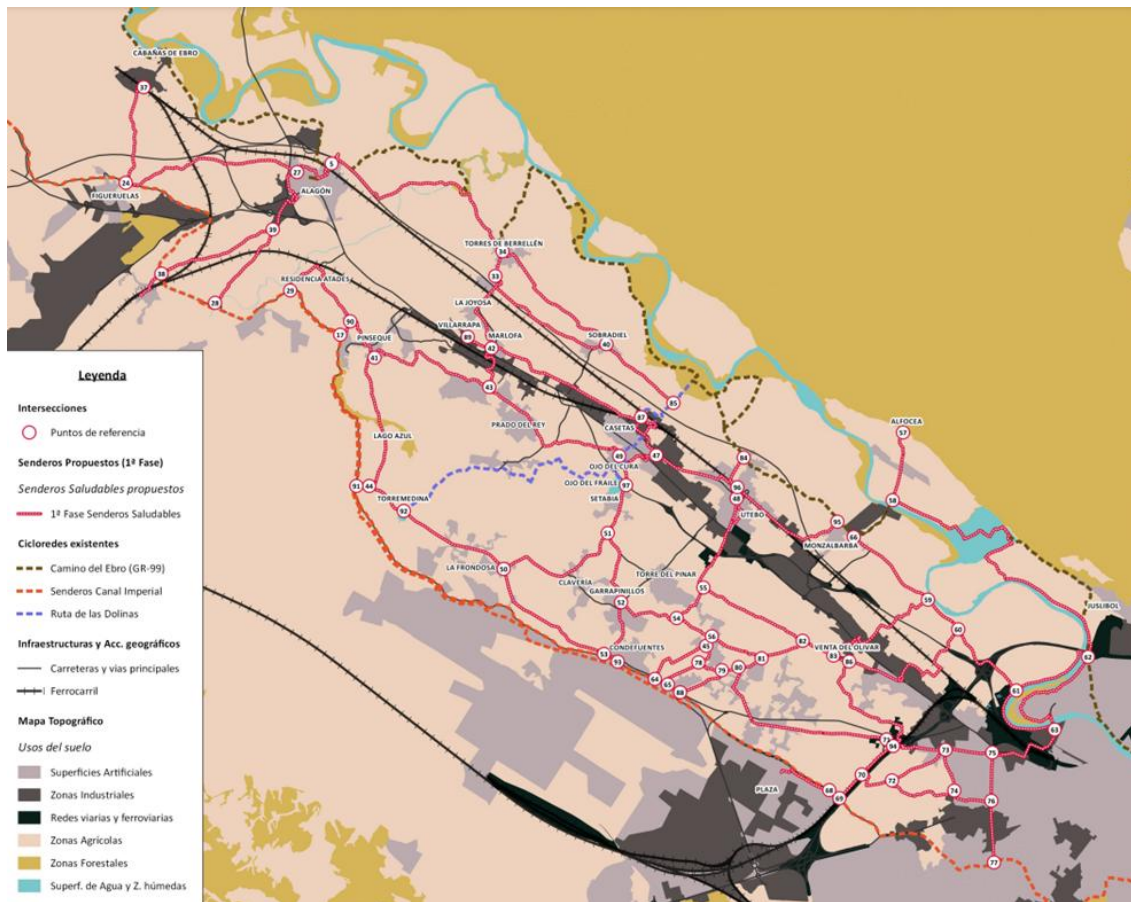 CABAÑAS DE EBRO
37
5
27
24
FIGUERUELAS
ALAGÓN
39
TORRES DE BERRELLÉN
34
38
33
RESIDENCIA ATADES
29
28
LA JOYOSA
90
17
VILLARRAPA
89
MARLOFA
42
SOBRADIEL
40
PINSEQUE
41
43
85
87
CASETAS
PRADO DEL REY
ALFOCEA
57
LAGO AZUL
49
47
84
OJO DEL CURA
91
44
OJO DEL FRAILE
97
96
48
58
TORREMEDINA
SETABIA
92
UTEBO
95
66
MONZALBARBA
51
LA FRONDOSA
50
CLAVERÍA
TORRE DEL PINAR
GARRAPINILLOS
55
52
59
JUSLIBOL
54
60
56
45
82
VENTA DEL OLIVAR
CONDEFUENTES
53
93
83
86
62
78
79
80
81
64
65
88
61
63
71
94
73
75
70
72
PLAZA
68
69
74
76
77
Leyenda
Intersecciones
Puntos de referencia
Senderos Propuestos (1ª Fase)
Senderos Saludables propuestos
1ª Fase Senderos Saludables
Cicloredes existentes
Camino del Ebro (GR-99)
Senderos Canal Imperial
Ruta de las Dolinas
Infraestructuras y Acc. geográficos
Carreteras y vias principales
Ferrocarril
Mapa Topográfico
Usos del suelo
Superficies Artificiales
Zonas Industriales
Redes viarias y ferroviarias
Zonas Agrícolas
Zonas Forestales
Superf. de Agua y Z. húmedas